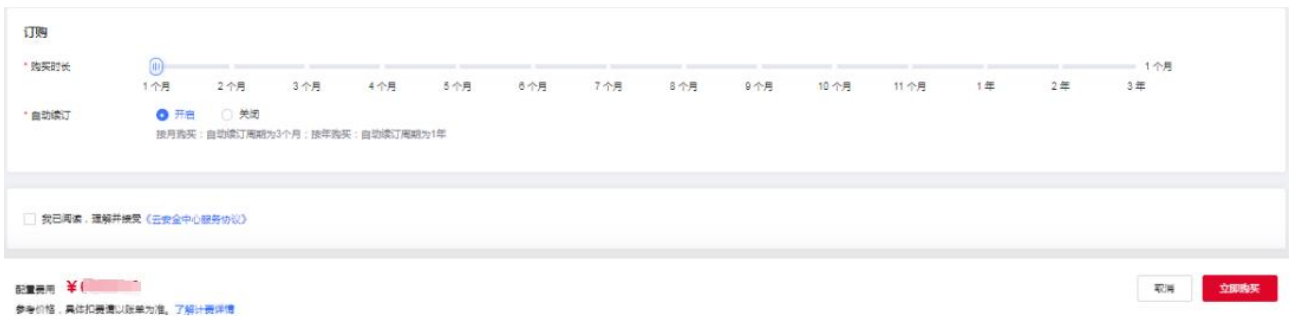 订购
* 购买时长
1个月
1个月 2个月 3个月 4个月 5个月 6个月 7个月 8个月 9个月 10个月 11个月 1年 2年 3年
* 自动续订 开启 关闭
按月购买：自动续订周期为3个月；按年购买：自动续订周期为1年
我已阅读，理解并接受《云安全中心服务协议》
配置费用 ¥
取消 立即购买
参考价格，具体扣费请以账单为准。了解计费详情